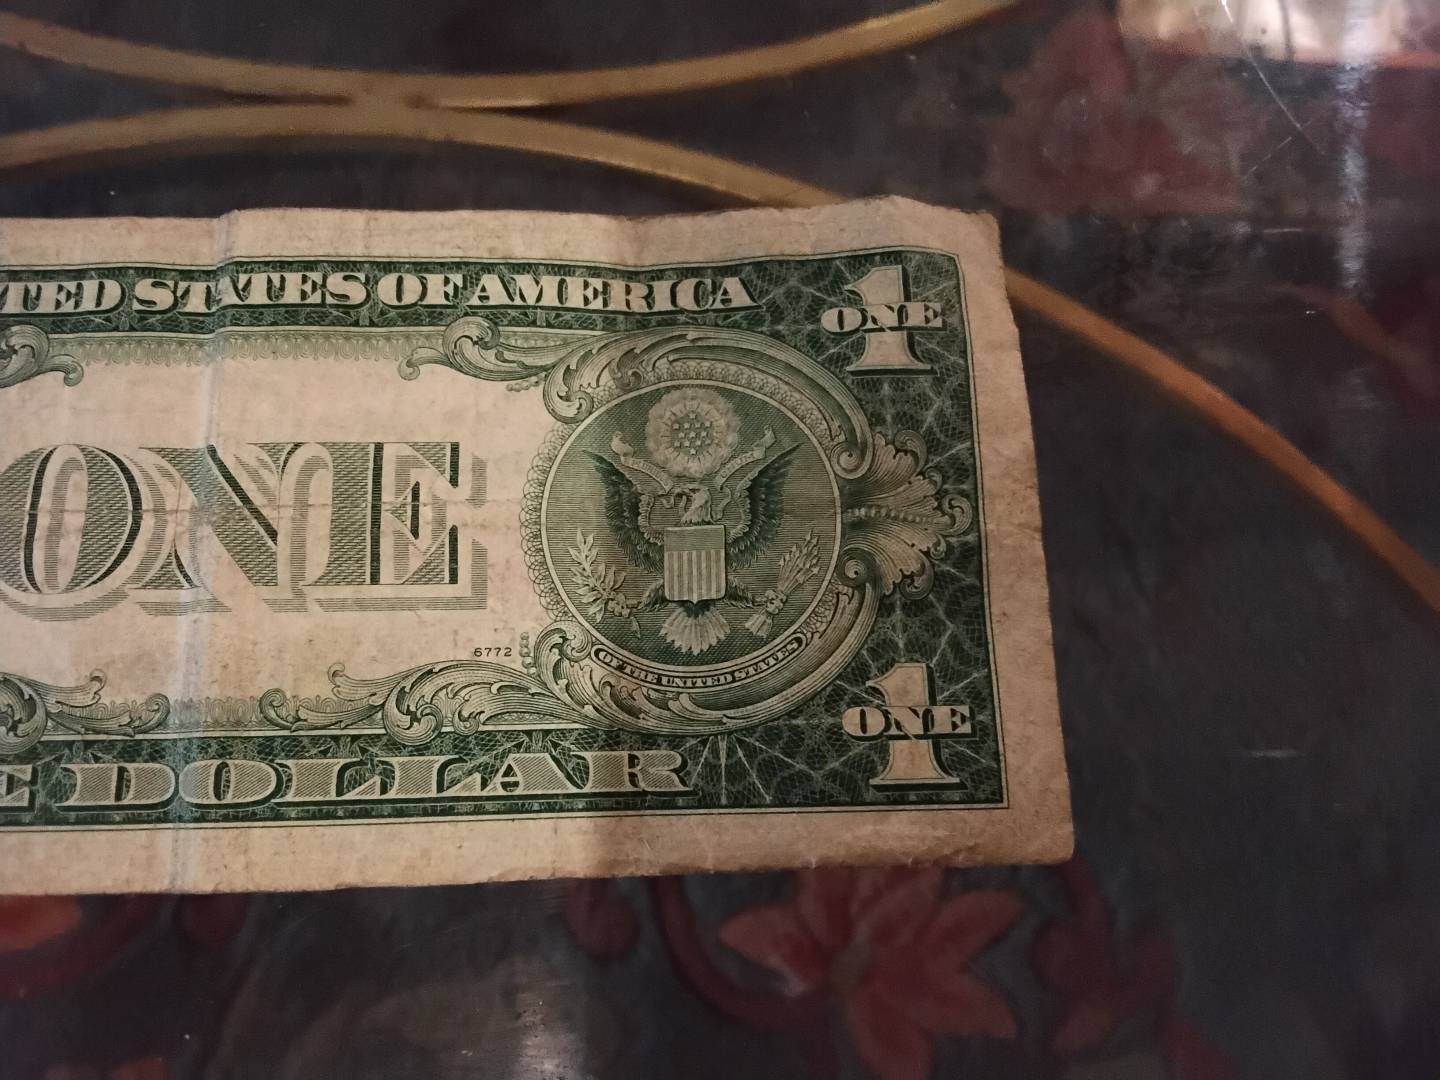 TED STATES OF AMERICA
1
ONE
ONE
6772
OF THE UNITED STATES
1
ONE
E DOLLAR